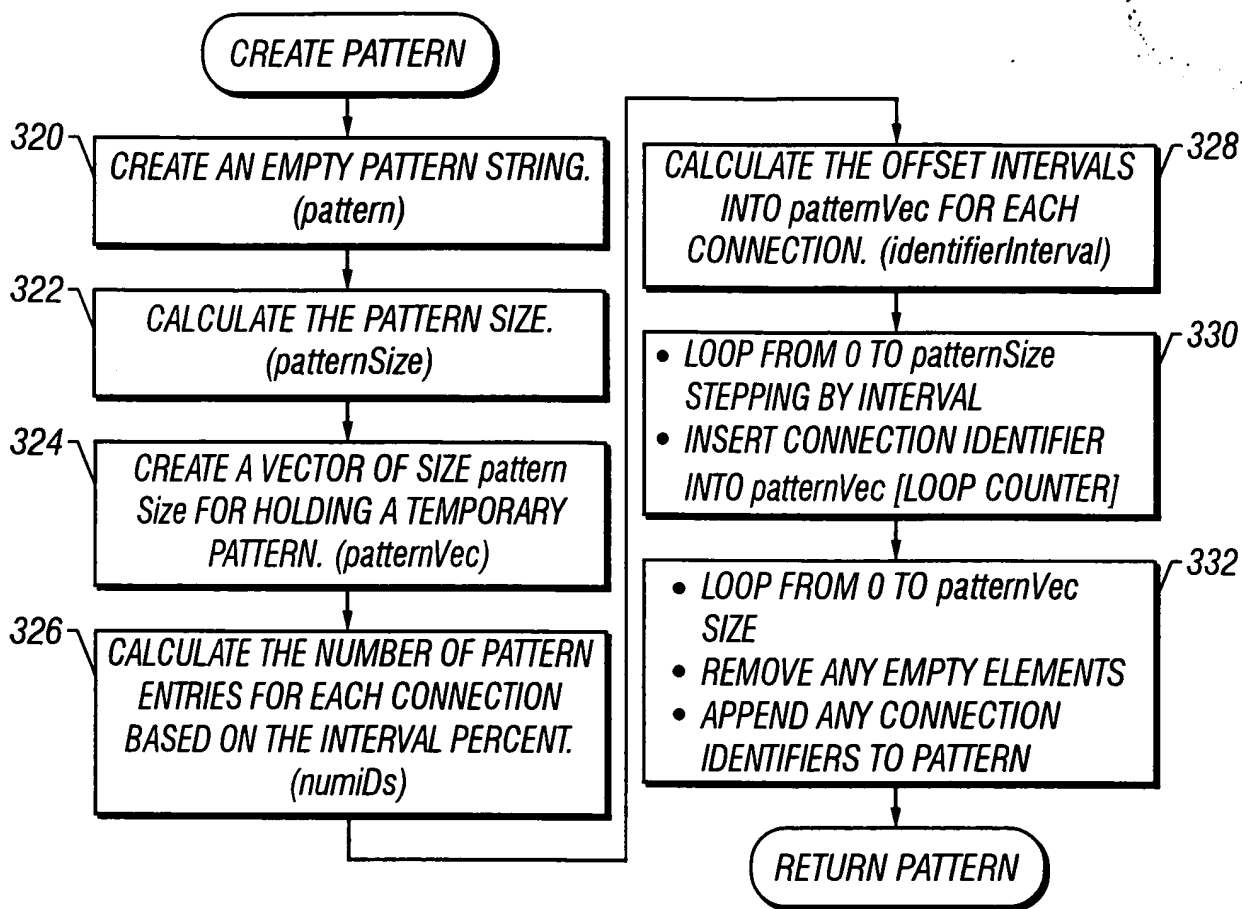 CREATE PATTERN
320
CREATE AN EMPTY PATTERN STRING.
(pattern)
322
CALCULATE THE PATTERN SIZE.
(patternSize)
324
CREATE A VECTOR OF SIZE pattern
Size FOR HOLDING A TEMPORARY
PATTERN. (patternVec)
326
CALCULATE THE NUMBER OF PATTERN
ENTRIES FOR EACH CONNECTION
BASED ON THE INTERVAL PERCENT.
(numiDs)
328
CALCULATE THE OFFSET INTERVALS
INTO patternVec FOR EACH
CONNECTION. (identifierInterval)
330
• LOOP FROM 0 TO patternSize
STEPPING BY INTERVAL
• INSERT CONNECTION IDENTIFIER
INTO patternVec [LOOP COUNTER]
332
• LOOP FROM 0 TO patternVec
SIZE
• REMOVE ANY EMPTY ELEMENTS
• APPEND ANY CONNECTION
IDENTIFIERS TO PATTERN
RETURN PATTERN